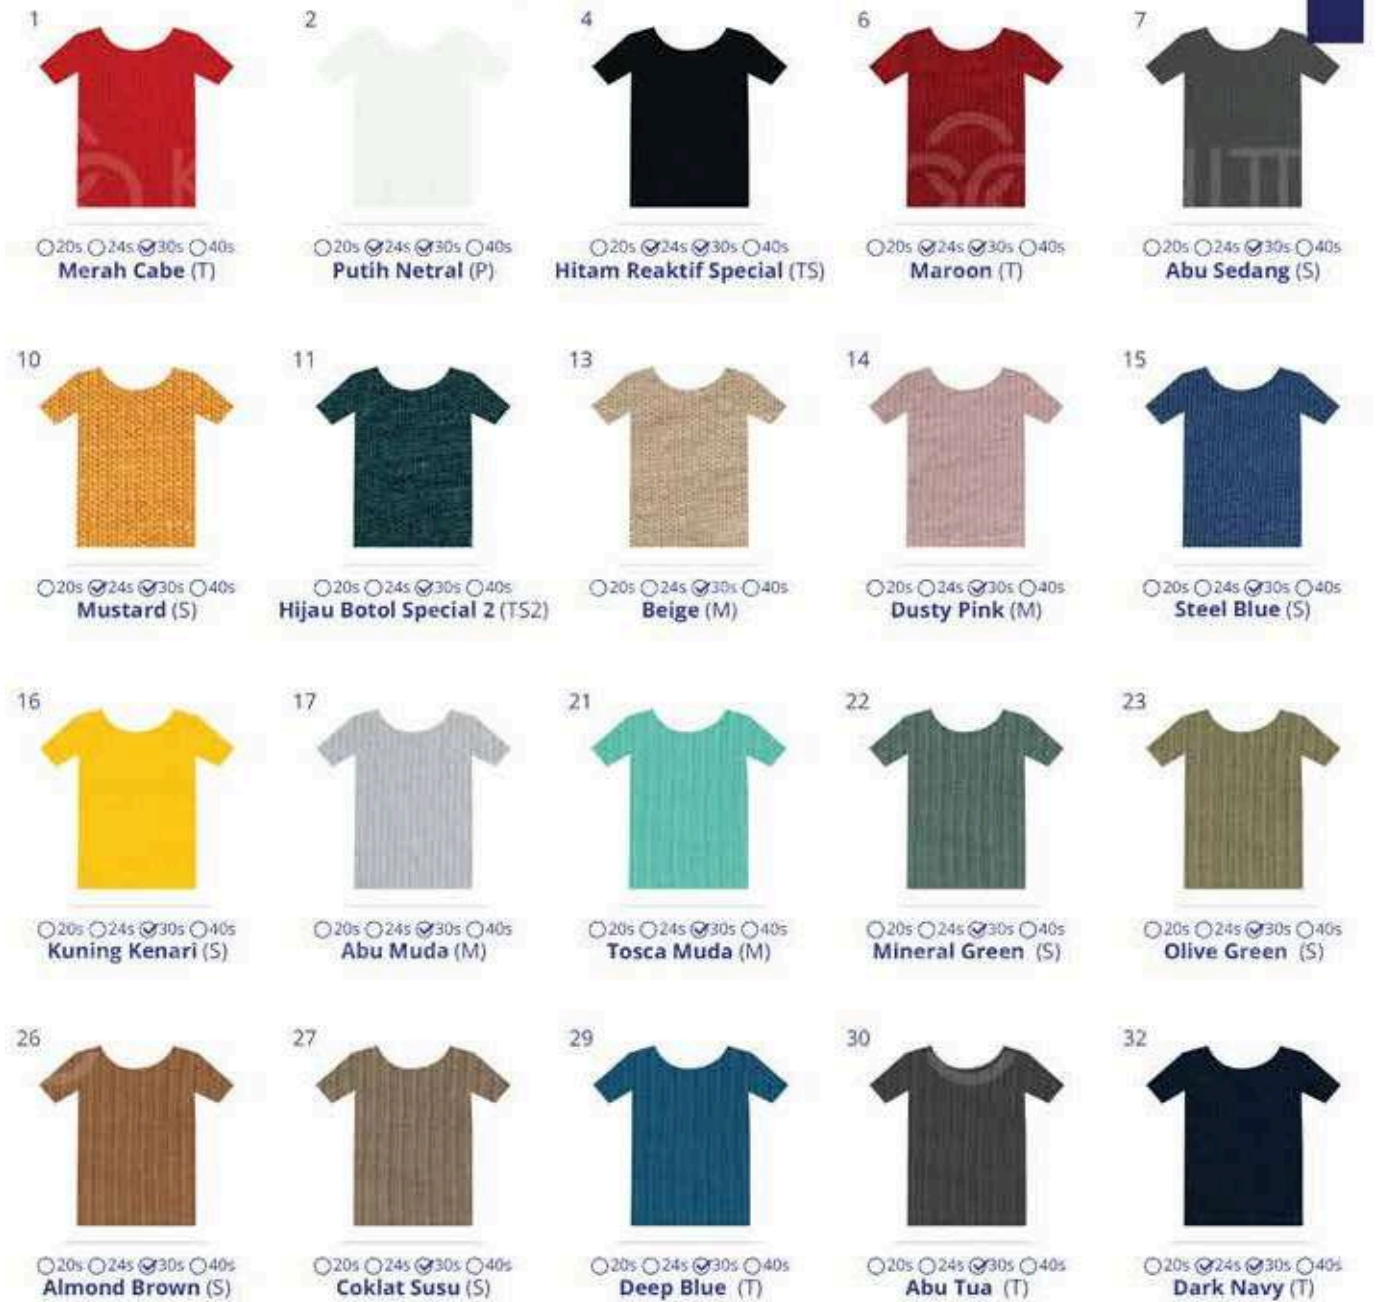 1 2 4 6 7
20s 24s 30s 40s 20s 24s 30s 40s 20s 24s 30s 40s 20s 24s 30s 40s 20s 24s 30s 40s
Merah Cabe (T) Putih Netral (P) Hitam Reaktif Special (TS) Maroon (T) Abu Sedang (S)
10 11 13 14 15
20s 24s 30s 40s 20s 24s 30s 40s 20s 24s 30s 40s 20s 24s 30s 40s 20s 24s 30s 40s
Mustard (S) Hijau Botol Special 2 (TS2) Beige (M) Dusty Pink (M) Steel Blue (S)
16 17 21 22 23
20s 24s 30s 40s 20s 24s 30s 40s 20s 24s 30s 40s 20s 24s 30s 40s 20s 24s 30s 40s
Kuning Kenari (S) Abu Muda (M) Tosca Muda (M) Mineral Green (S) Olive Green (S)
26 27 29 30 32
20s 24s 30s 40s 20s 24s 30s 40s 20s 24s 30s 40s 20s 24s 30s 40s 20s 24s 30s 40s
Almond Brown (S) Coklat Susu (S) Deep Blue (T) Abu Tua (T) Dark Navy (T)